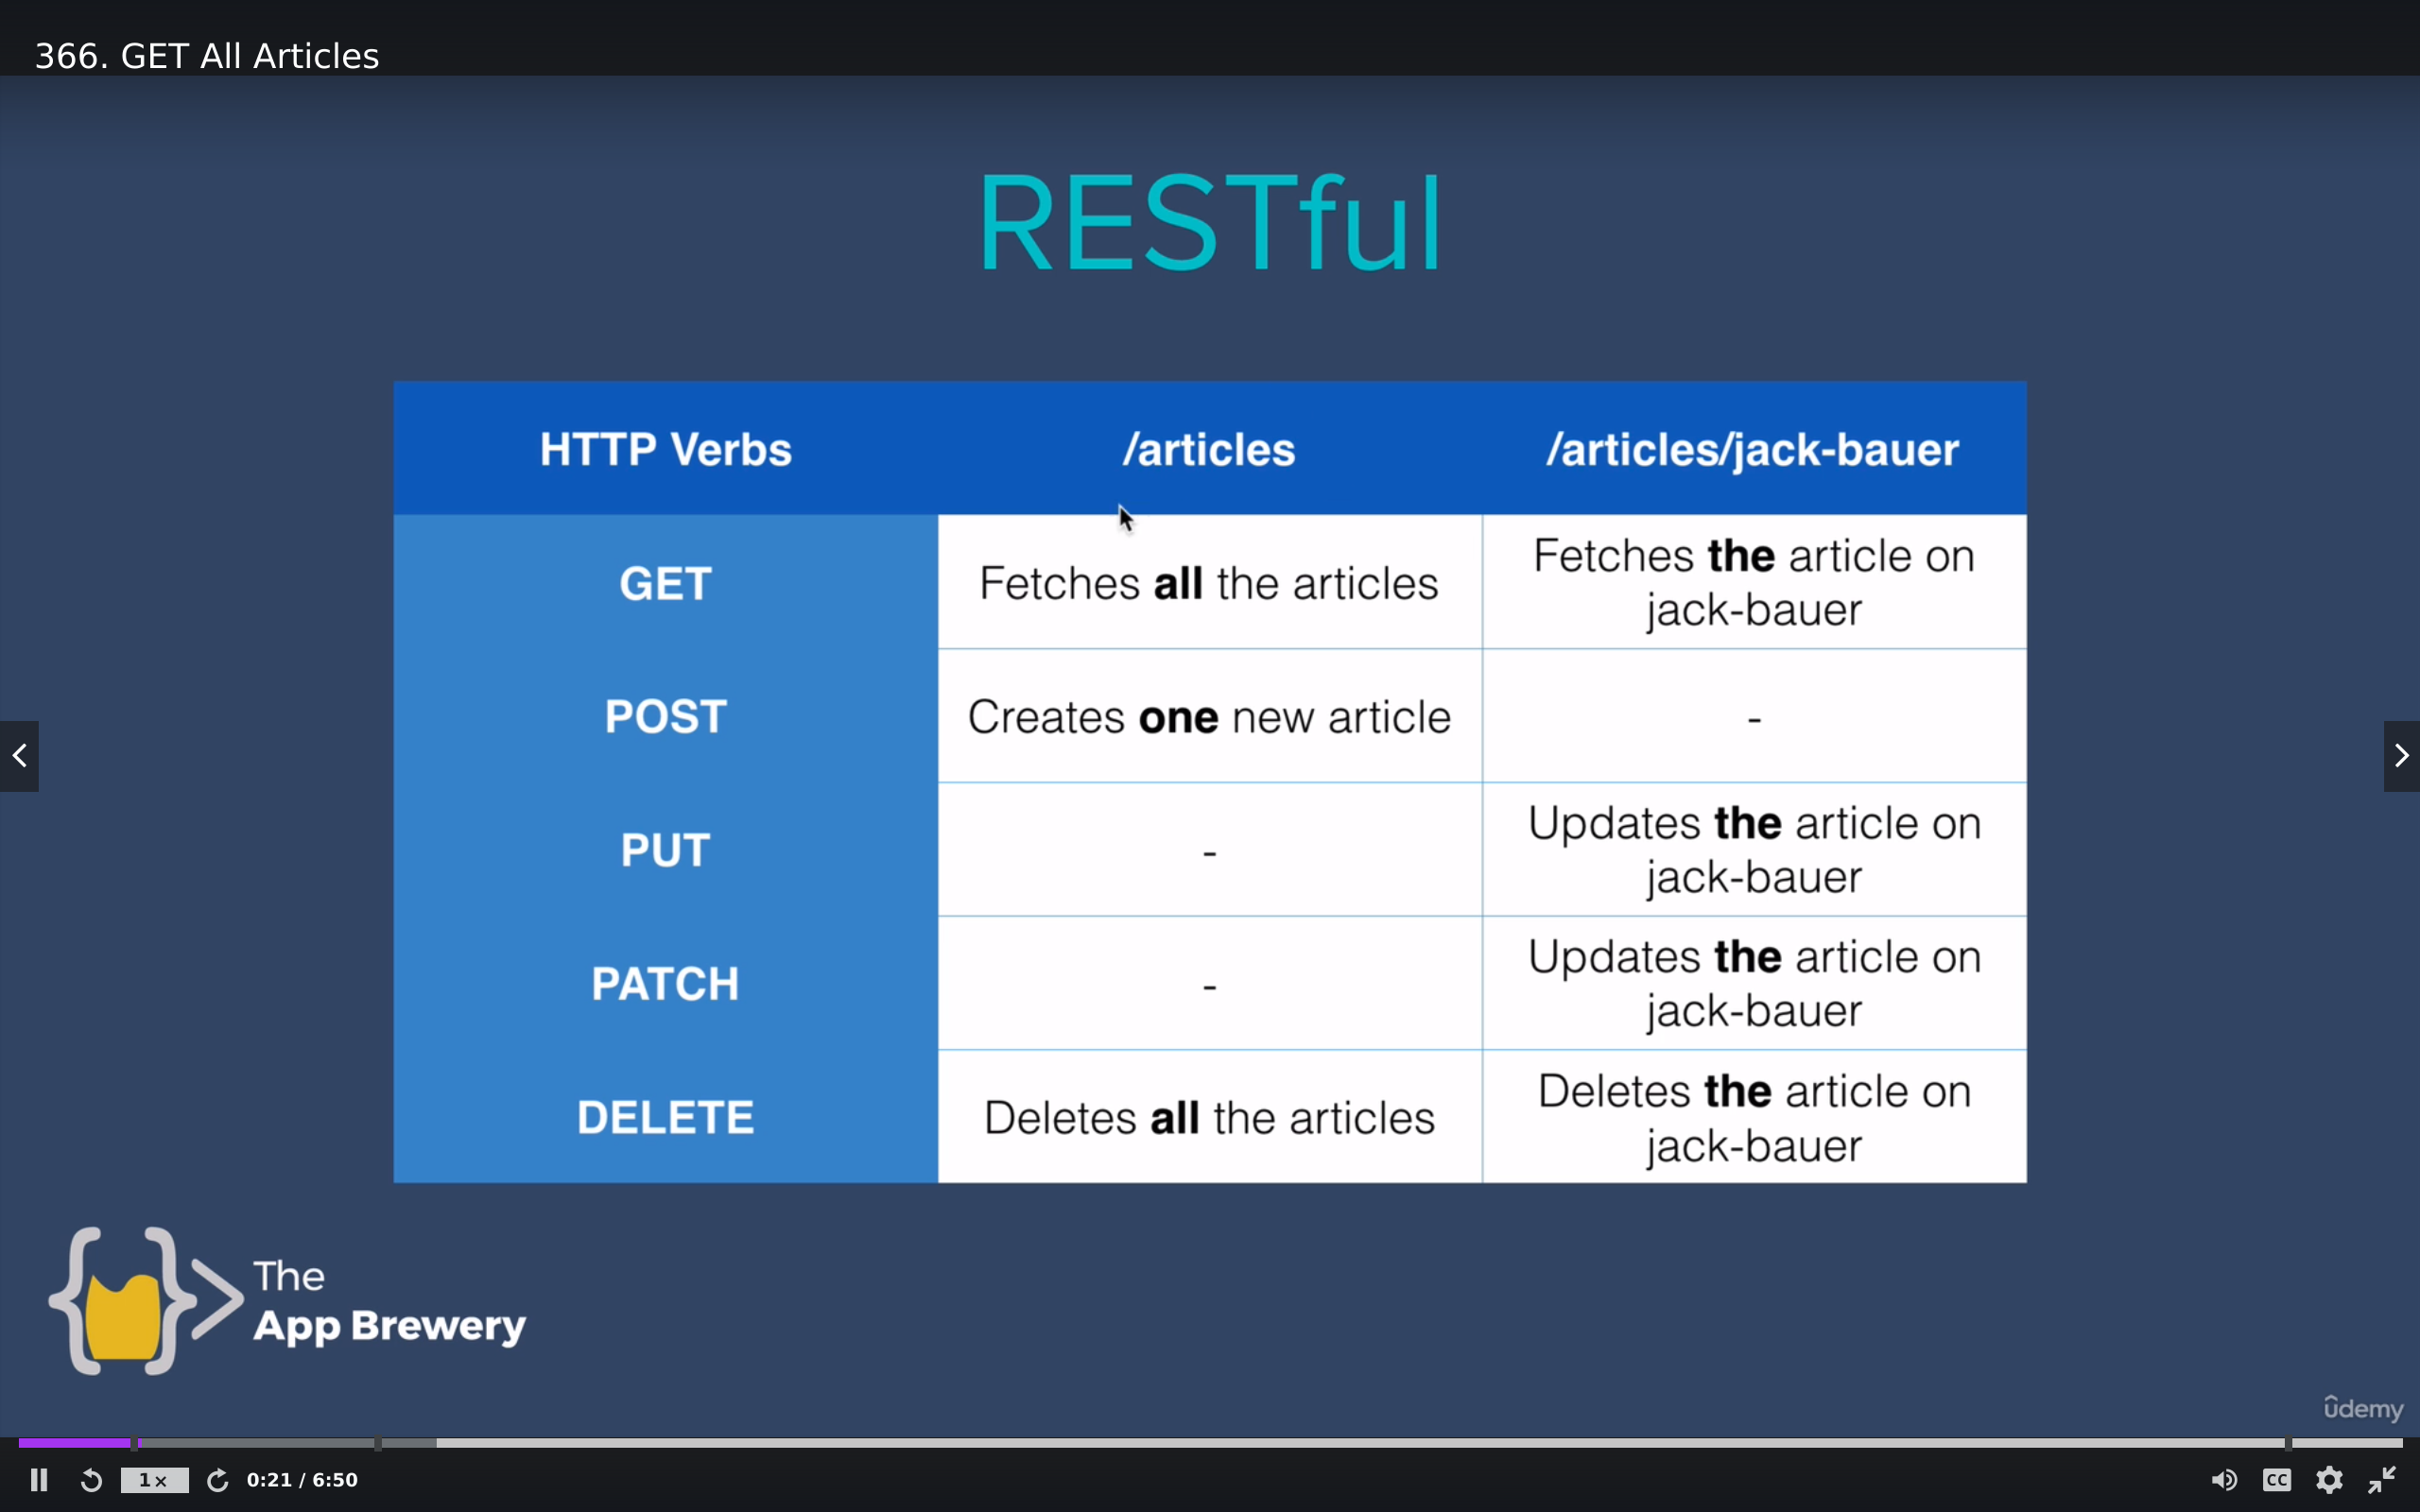 366. GET All Articles
RESTful
HTTP Verbs /articles /articles/jack-bauer
GET Fetches all the articles Fetches the article on
jack-bauer
POST Creates one new article -
PUT - Updates the article on
jack-bauer
PATCH - Updates the article on
jack-bauer
DELETE Deletes all the articles Deletes the article on
jack-bauer
The
App Brewery
ûdemy
1× 0:21 / 6:50 CC